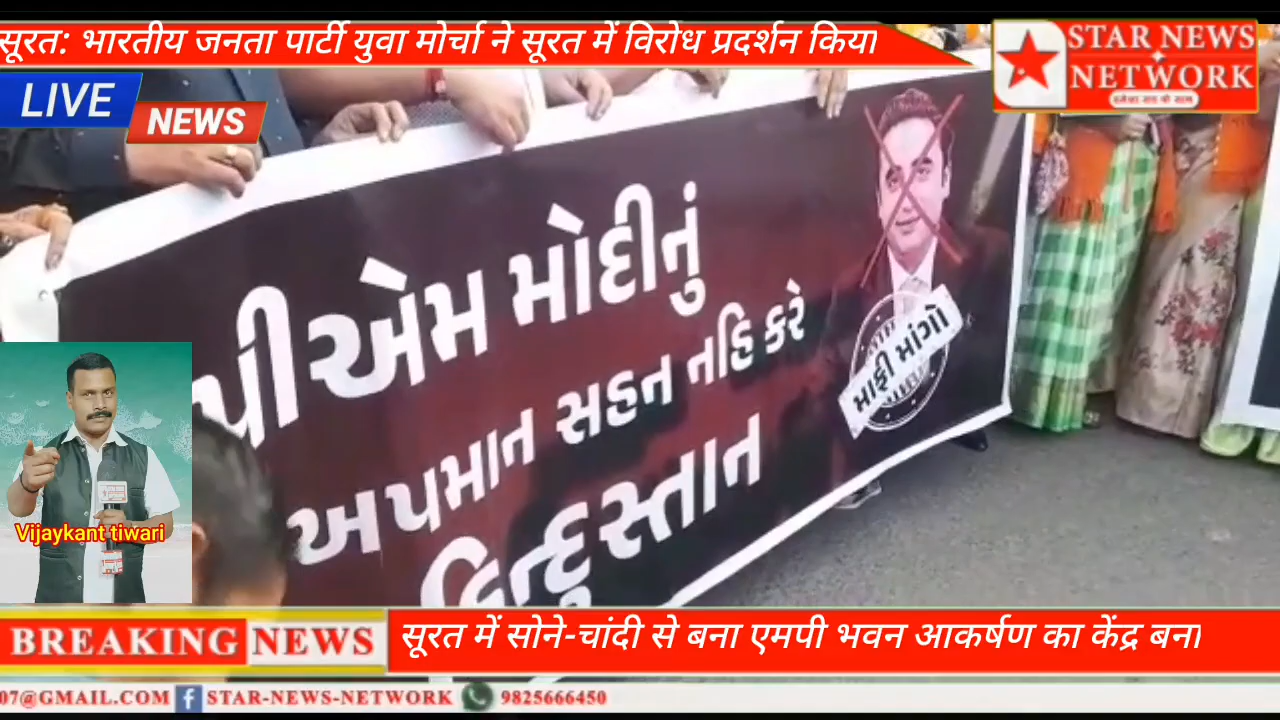 सूरत: भारतीय जनता पार्टी युवा मोर्चा ने सूरत में विरोध प्रदर्शन किया
STAR NEWS
NETWORK
LIVE
NEWS
પીએમ મોદીનું
અપમાન સહન નહિ કરે
હિન્દુસ્તાન
માફી માંગો
Vijaykant tiwari
BREAKING NEWS
सूरत में सोने-चांदी से बना एमपी भवन आकर्षण का केंद्र बना
07@GMAIL.COM
STAR-NEWS-NETWORK
9825666450